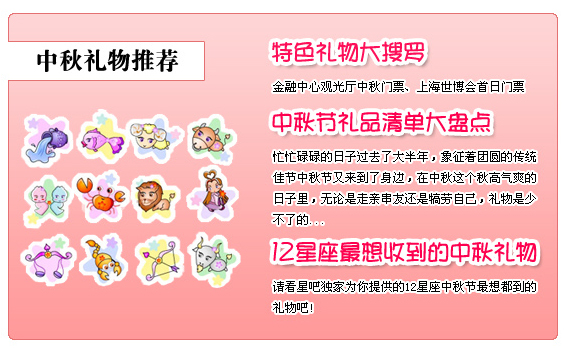 中秋礼物推荐
特色礼物大搜罗
金融中心观光厅中秋门票、上海世博会首日门票
中秋节礼品清单大盘点
忙忙碌碌的日子过去了大半年，象征着团圆的传统
佳节中秋节又来到了身边，在中秋这个秋高气爽的
日子里，无论是走亲串友还是犒劳自己，礼物是少
不了的...
12星座最想收到的中秋礼物
请看星吧独家为你提供的12星座中秋节最想都到的
礼物吧!